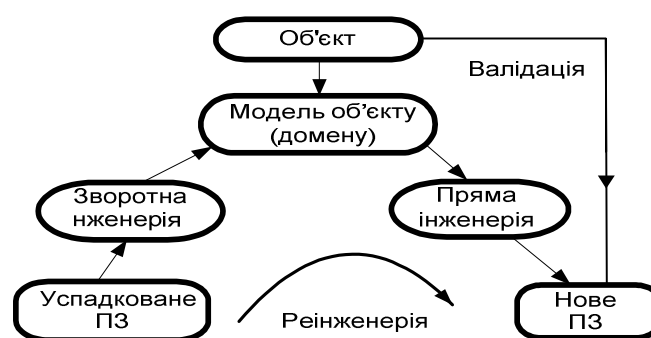 Об'єкт
Валідація
Модель об’єкту
(домену)
Зворотна
нженерія
Пряма
інженерія
Успадковане
ПЗ
Реінженерія
Нове
ПЗ